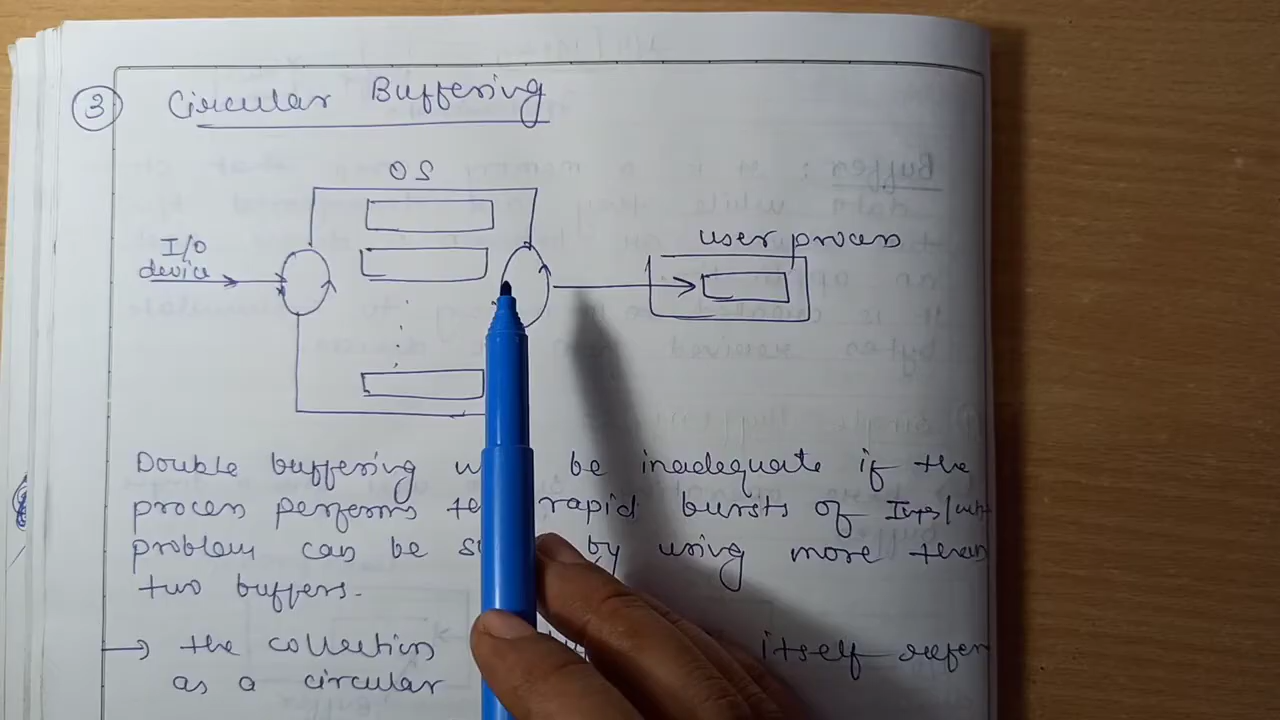 3 Circular Buffering
OS
I/O
device
user process
Double buffering be inadequate if the
process performs rapid bursts of
problem can be by using more than
two buffers.
→ the collection itself refer
as a circular